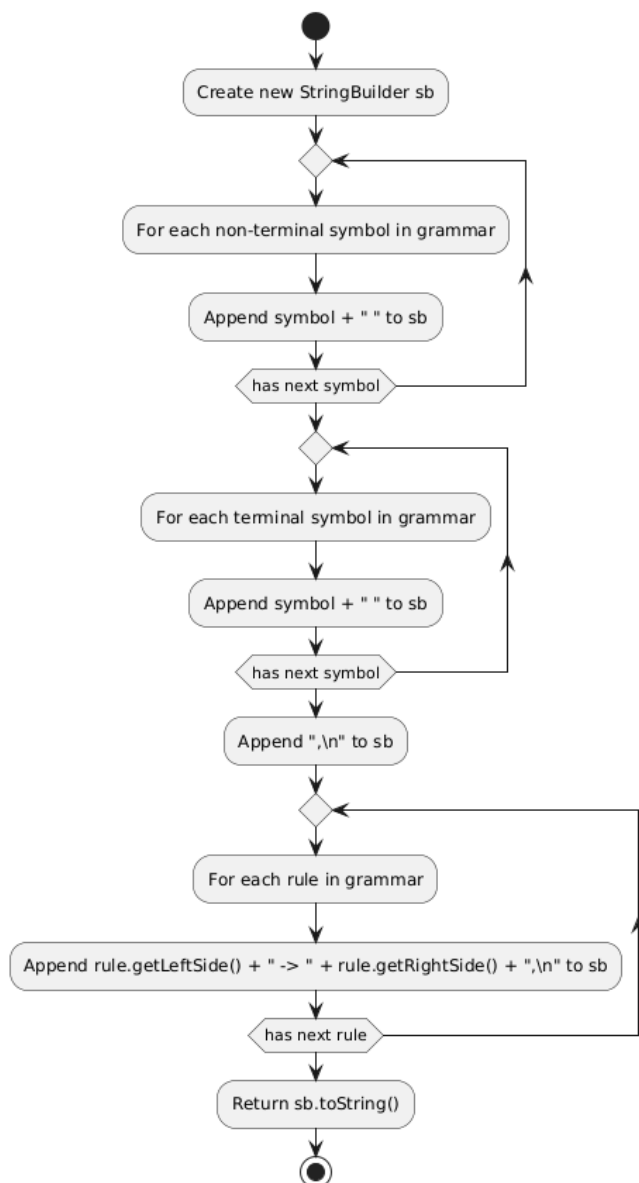 Create new StringBuilder sb
For each non-terminal symbol in grammar
Append symbol + " " to sb
has next symbol
For each terminal symbol in grammar
Append symbol + " " to sb
has next symbol
Append ",\n" to sb
For each rule in grammar
Append rule.getLeftSide() + " -> " + rule.getRightSide() + ",\n" to sb
has next rule
Return sb.toString()